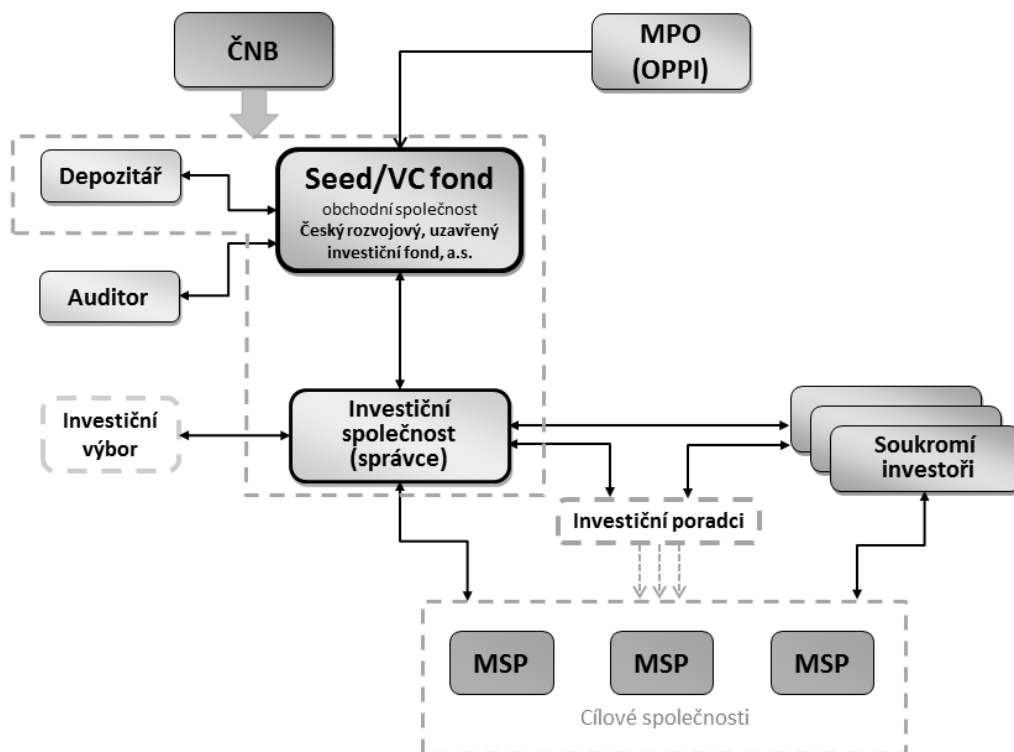 ČNB
MPO
(OPPI)
Depozitář
Seed/VC fond
obchodní společnost
Český rozvojový, uzavřený
investiční fond, a.s.
Auditor
Investiční
výbor
Investiční
společnost
(správce)
Soukromí
investoři
Investiční poradci
MSP
MSP
MSP
Cílové společnosti